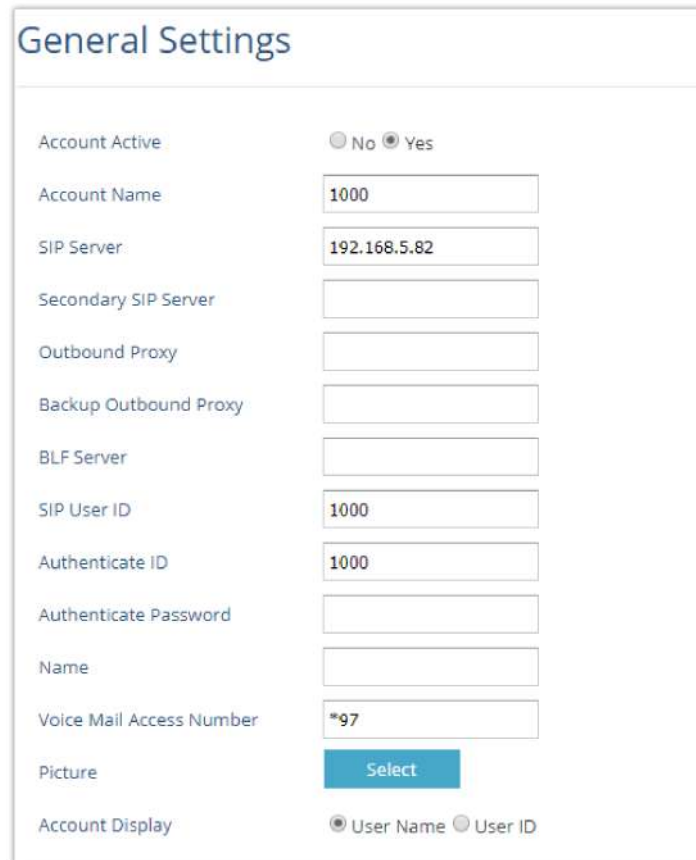 General Settings
Account Active No Yes
Account Name 1000
SIP Server 192.168.5.82
Secondary SIP Server
Outbound Proxy
Backup Outbound Proxy
BLF Server
SIP User ID 1000
Authenticate ID 1000
Authenticate Password
Name
Voice Mail Access Number *97
Picture Select
Account Display User Name User ID